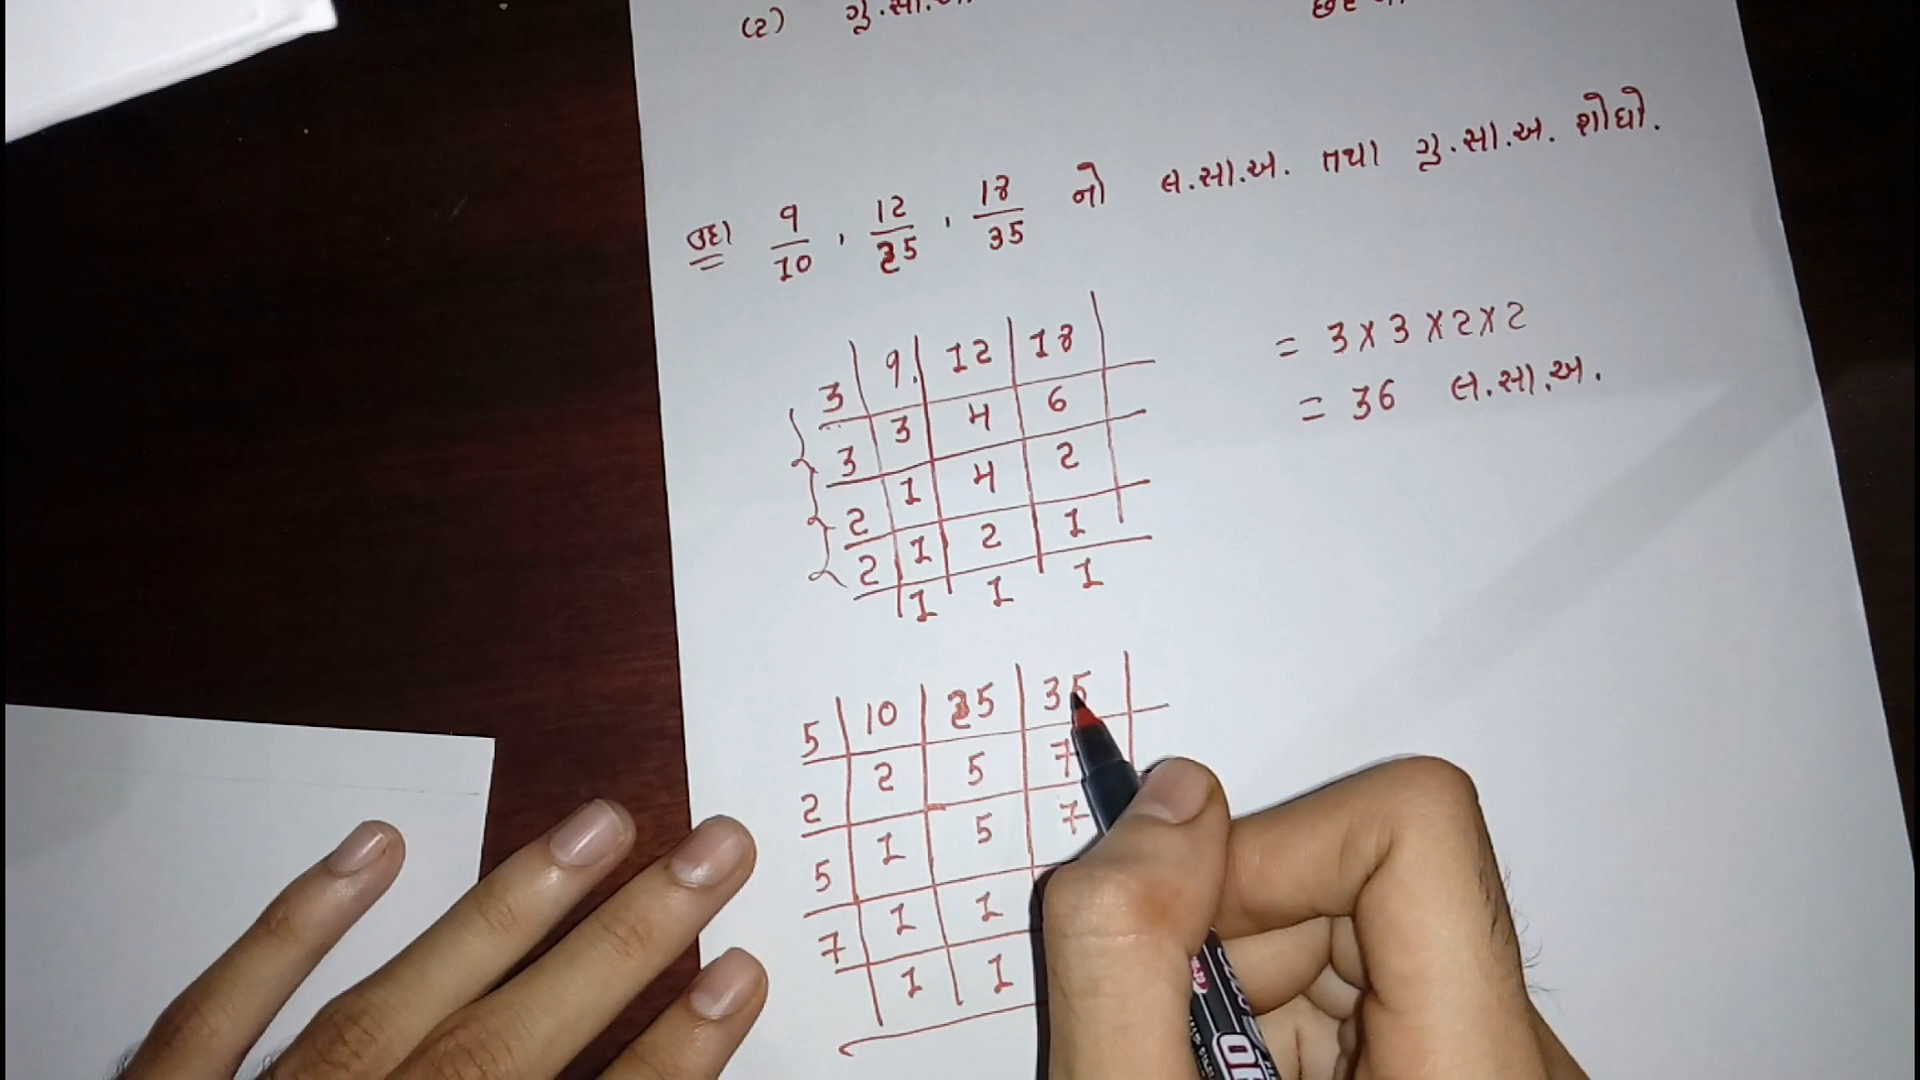 (2) ગુ.સા.અ
છેદ
ઉદા 9/10 , 12/25 , 18/35 નો લ.સા.અ. તથા ગુ.સા.અ. શોધો.
3 9 12 18
= 3 X 3 X 2 X 2
3 3 4 6
= 36 લ.સા.અ.
2 1 4 2
2 1 2 1
1 1 1
5 10 25 35
2 2 5 7
5 1 5 7
7 1 1
1 1